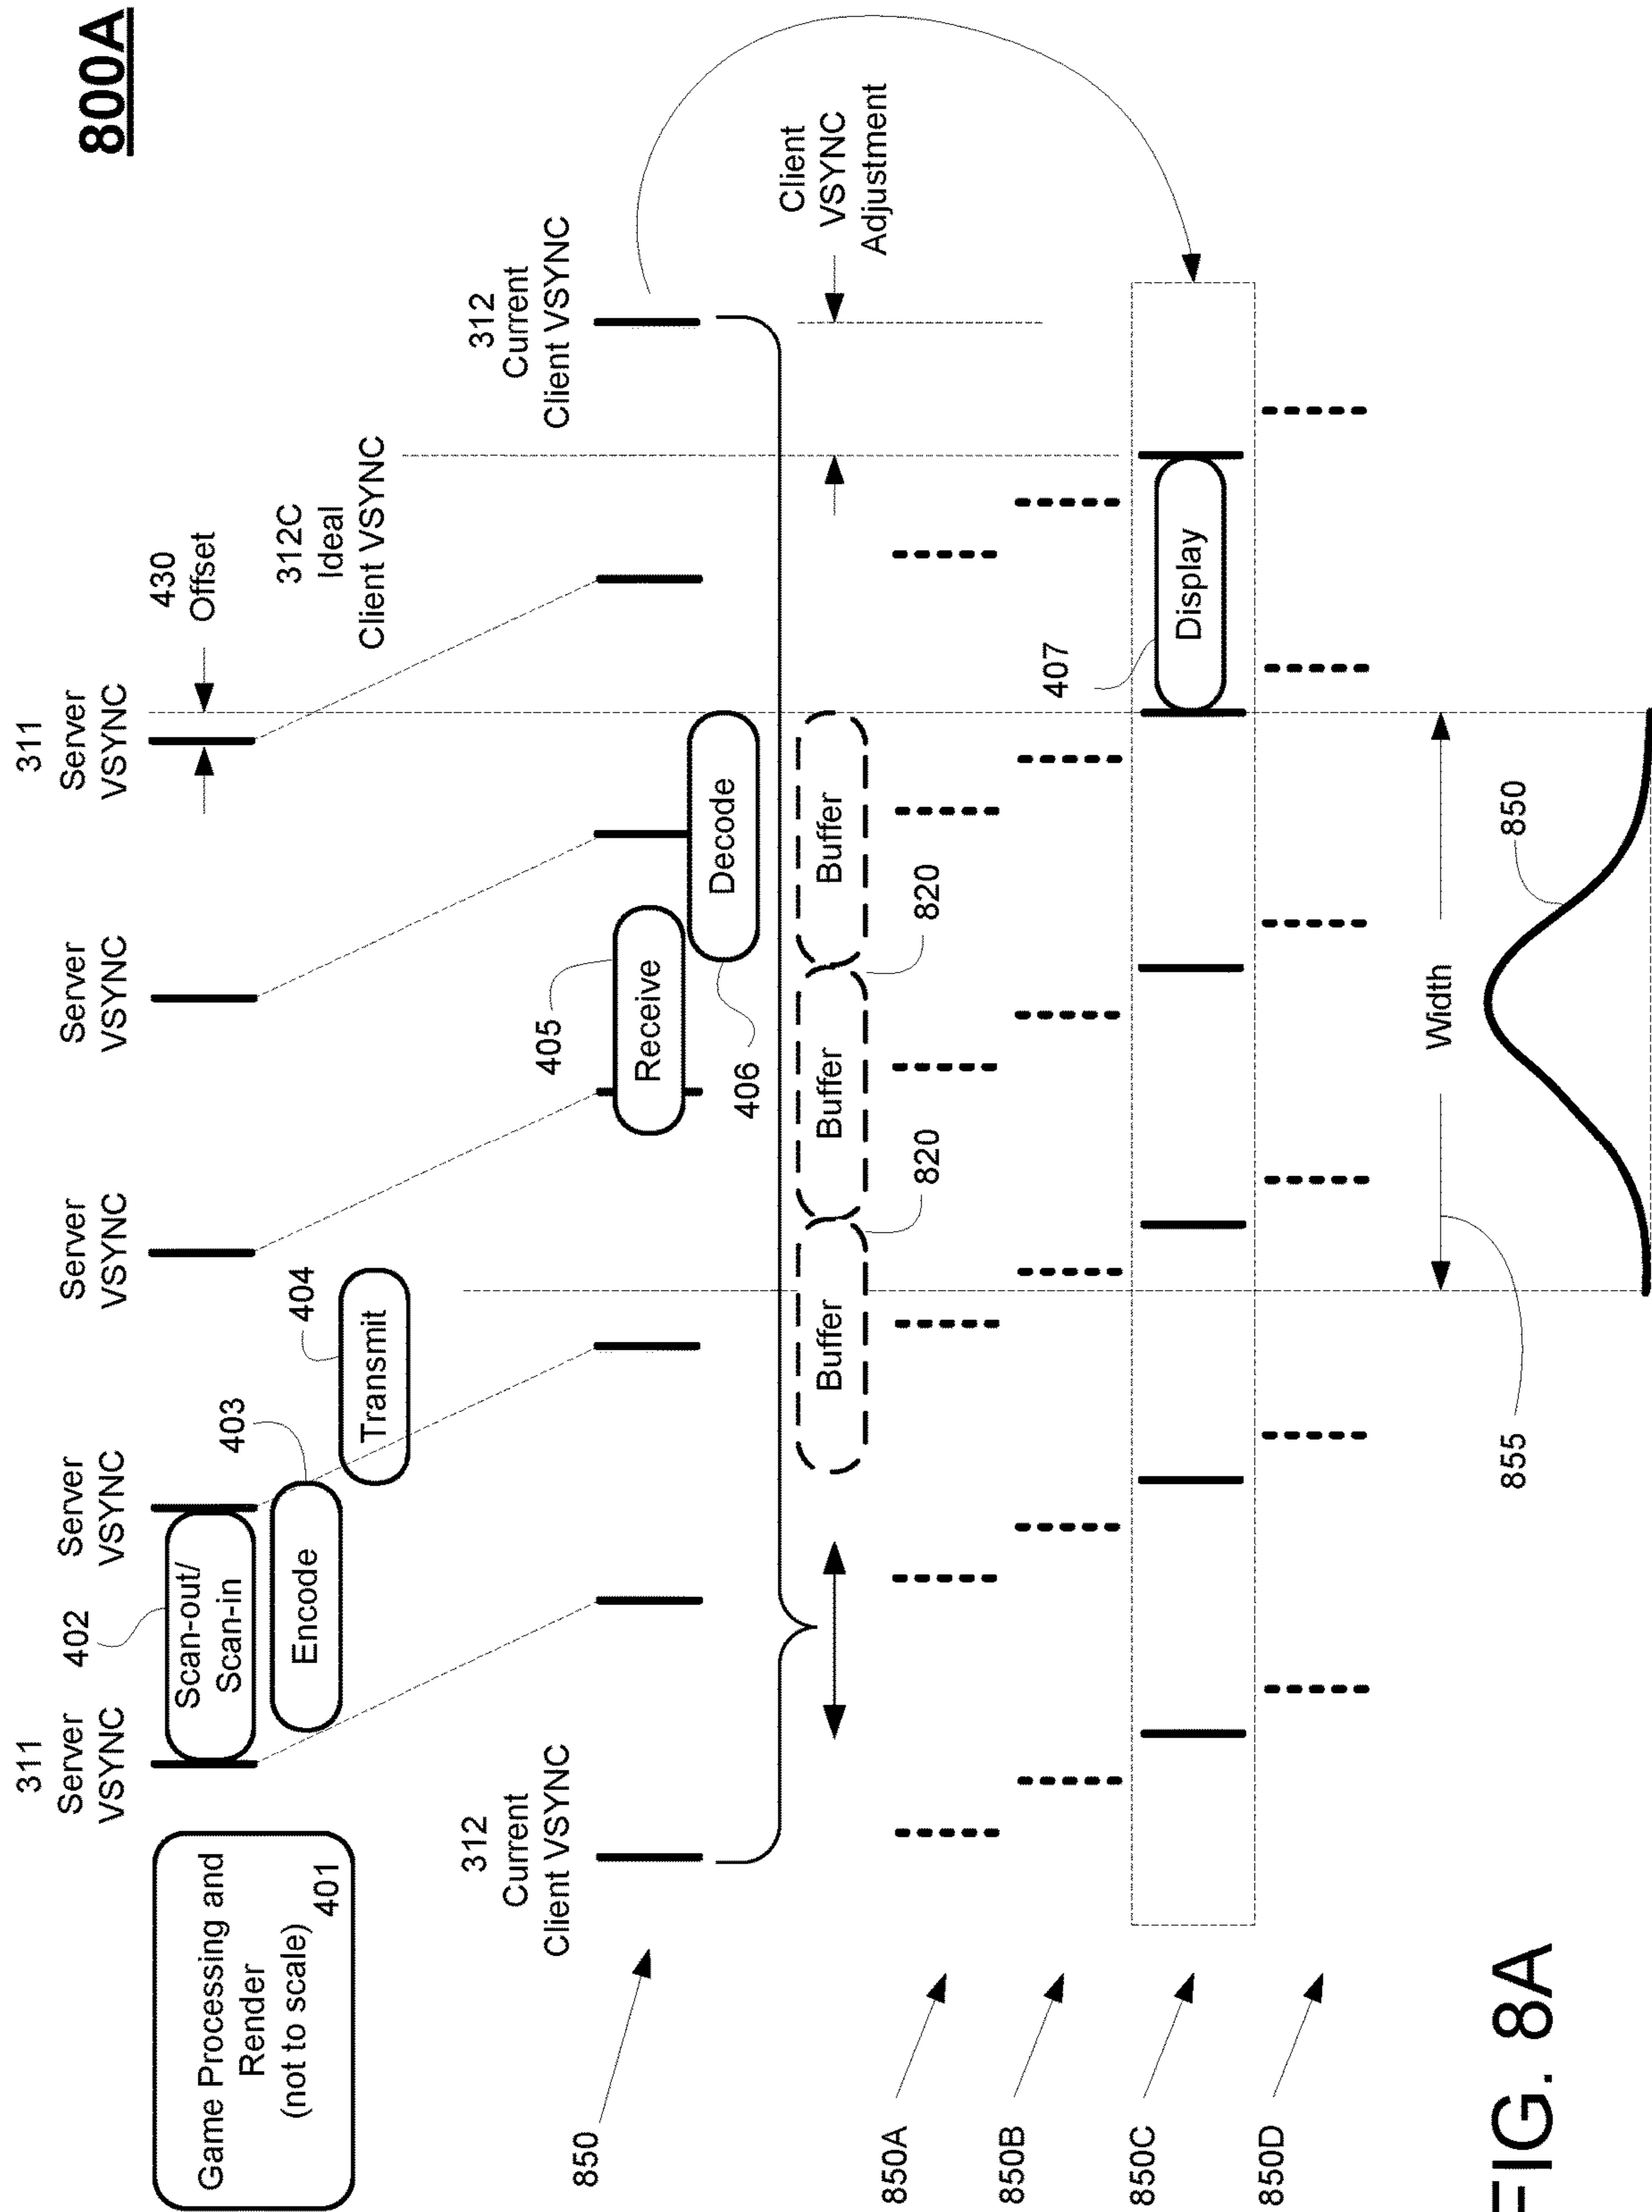 800A
311
Server
VSYNC
402
Server
VSYNC
Server
VSYNC
Server
VSYNC
311
Server
VSYNC
430
Offset
Game Processing and
Render
(not to scale)
401
Scan-out/
Scan-in
403
Encode
404
Transmit
312C
Ideal
Client VSYNC
312
Current
Client VSYNC
312
Current
Client VSYNC
850
405
Receive
406
Decode
Buffer
Buffer
Buffer
820
820
Client
VSYNC
Adjustment
850A
850B
850C
407
Display
850D
Width
855
850
FIG. 8A